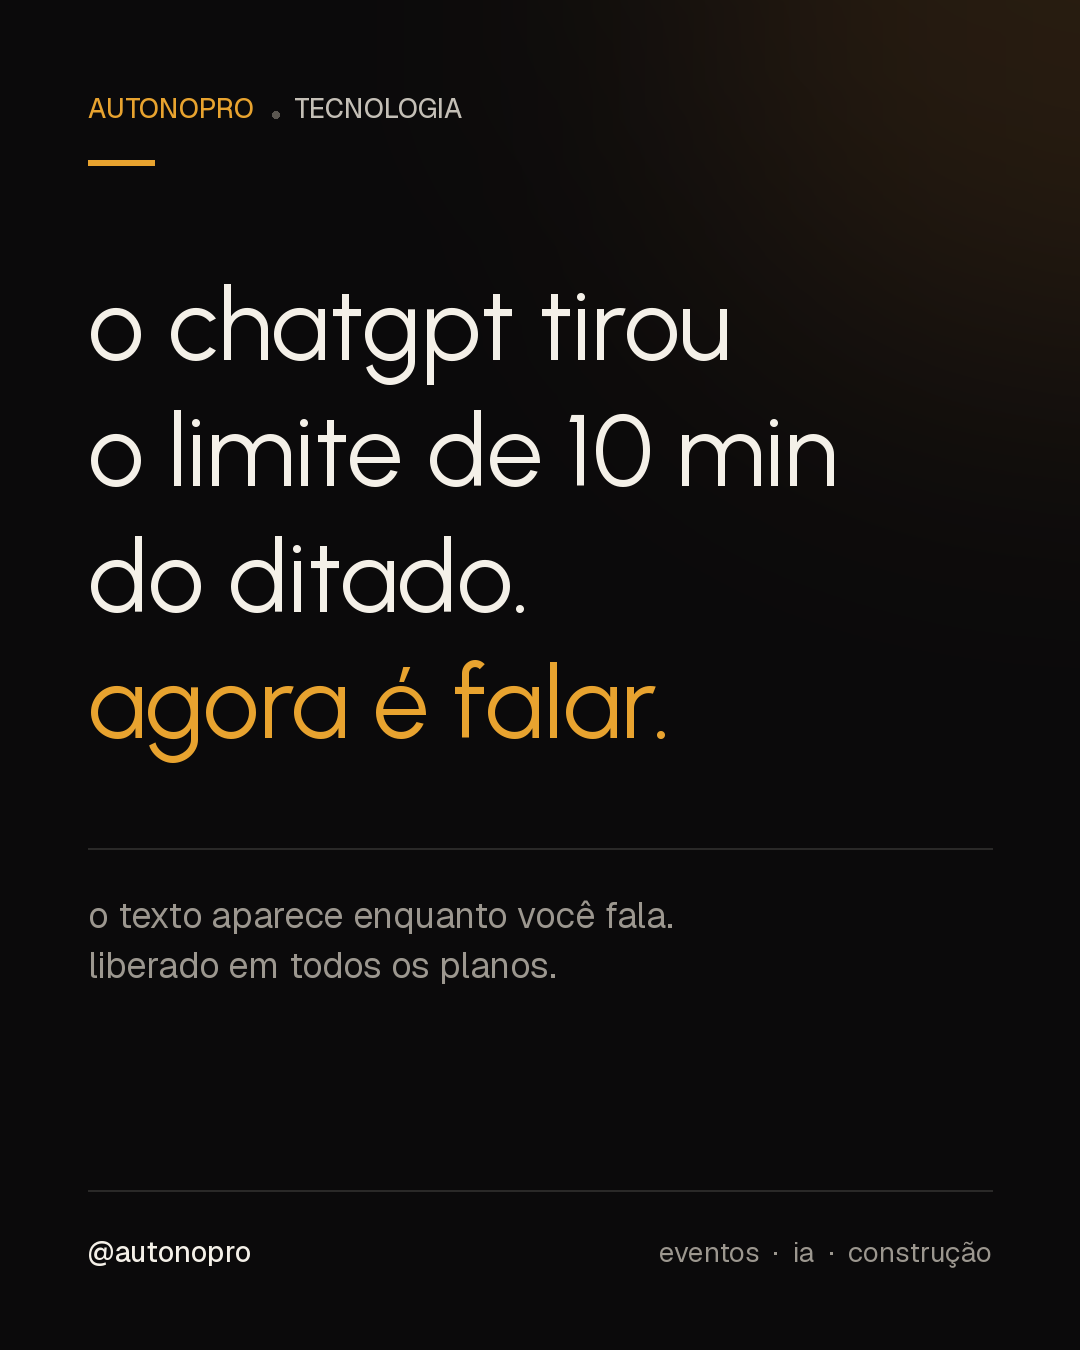 AUTONOPRO . TECNOLOGIA
o chatgpt tirou
o limite de 10 min
do ditado.
agora é falar.
o texto aparece enquanto você fala.
liberado em todos os planos.
@autonopro
eventos · ia · construção